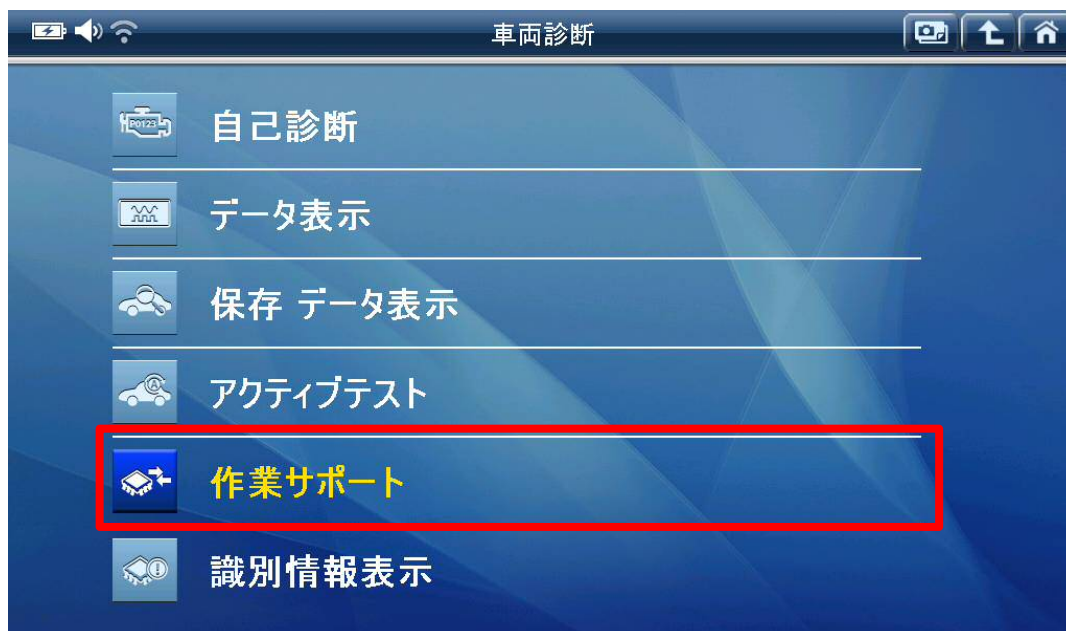 車両診断
P0123
自己診断
データ表示
保存 データ表示
アクティブテスト
作業サポート
識別情報表示